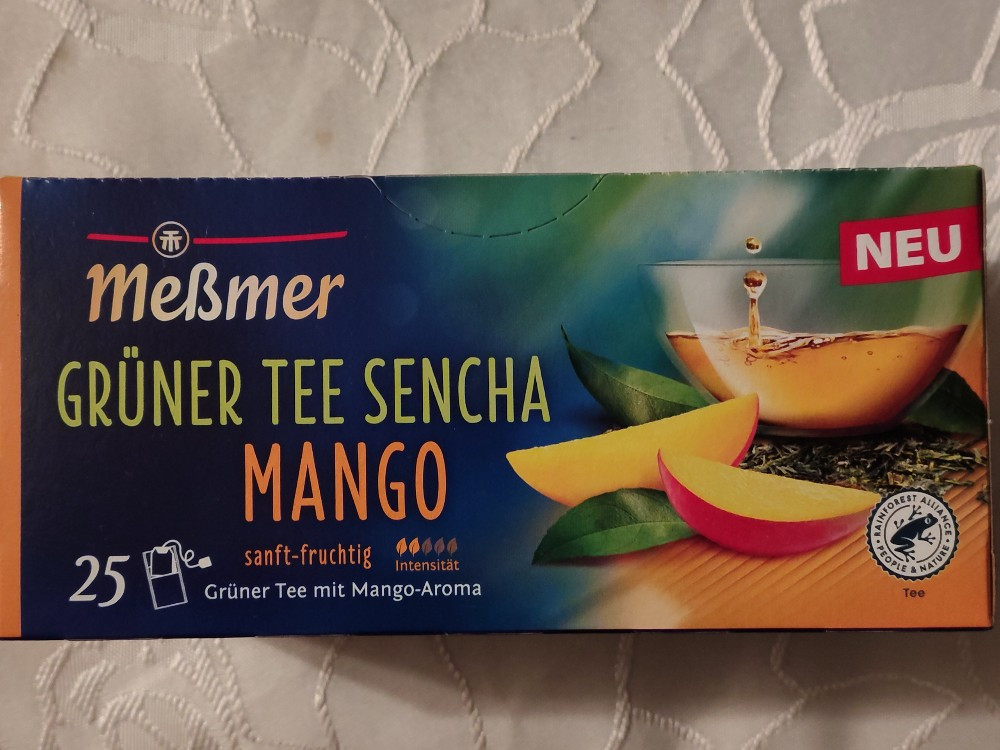 NEU
Meßmer
GRÜNER TEE SENCHA
MANGO
25
sanft-fruchtig
Intensität
Grüner Tee mit Mango-Aroma
RAINFOREST ALLIANCE
PEOPLE & NATURE
Tee